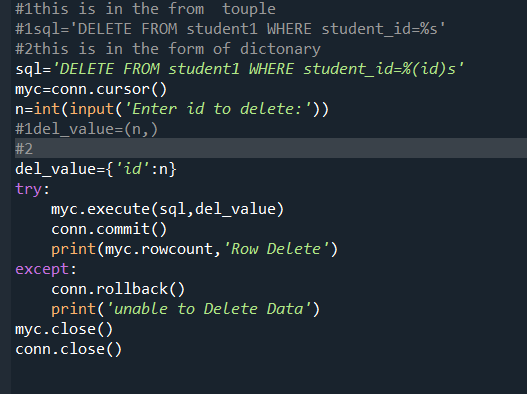 #1this is in the from  touple
#1sql='DELETE FROM student1 WHERE student_id=%s'
#2this is in the form of dictonary
sql='DELETE FROM student1 WHERE student_id=%(id)s'
myc=conn.cursor()
n=int(input('Enter id to delete:'))
#1del_value=(n,)
#2
del_value={'id':n}
try:
    myc.execute(sql,del_value)
    conn.commit()
    print(myc.rowcount,'Row Delete')
except:
    conn.rollback()
    print('unable to Delete Data')
myc.close()
conn.close()